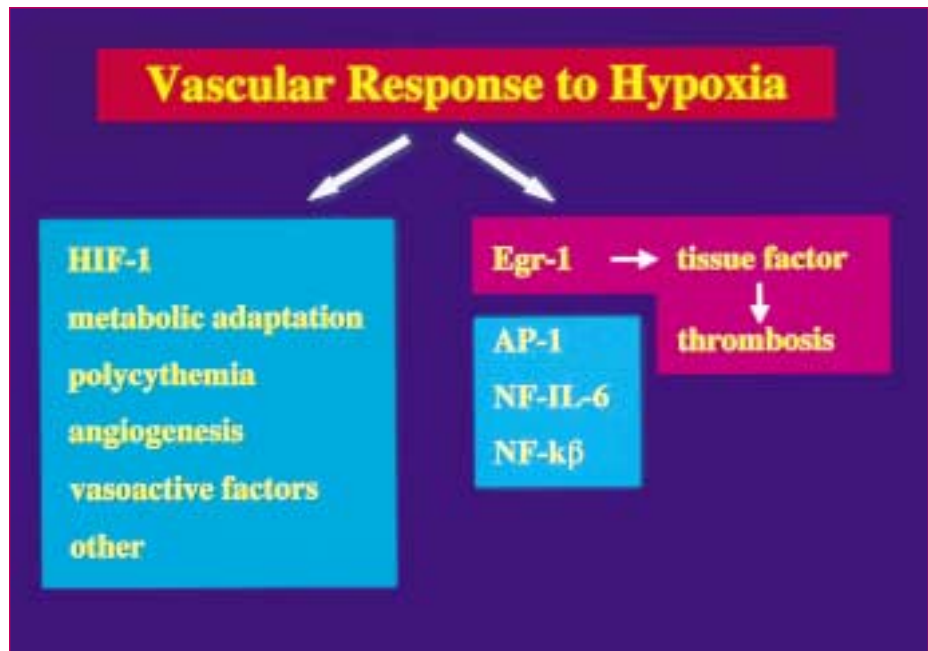 Vascular Response to Hypoxia
HIF-1
metabolic adaptation
polycythemia
angiogenesis
vasoactive factors
other
Egr-1 → tissue factor
thrombosis
AP-1
NF-IL-6
NF-kβ